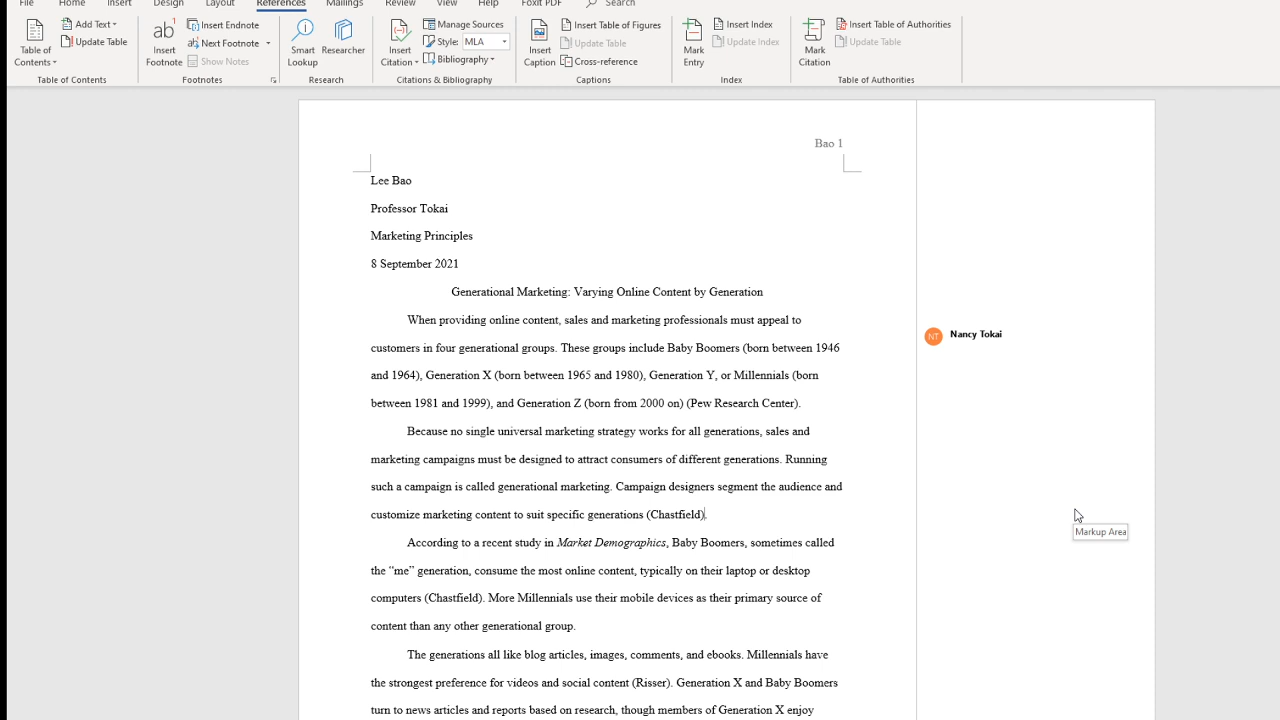 File Home Insert Design Layout References Mailings Review View Help Foxit PDF Search
Add Text Insert Endnote Manage Sources Insert Table of Figures Insert Index Insert Table of Authorities
Update Table Next Footnote Style: MLA Update Table Update Index Update Table
Table of Contents Insert Footnote Show Notes Smart Lookup Researcher Insert Citation Bibliography Insert Caption Cross-reference Mark Entry Mark Citation
Table of Contents Footnotes Research Citations & Bibliography Captions Index Table of Authorities
Bao 1
Lee Bao
Professor Tokai
Marketing Principles
8 September 2021
Generational Marketing: Varying Online Content by Generation
When providing online content, sales and marketing professionals must appeal to
NT Nancy Tokai
customers in four generational groups. These groups include Baby Boomers (born between 1946
and 1964), Generation X (born between 1965 and 1980), Generation Y, or Millennials (born
between 1981 and 1999), and Generation Z (born from 2000 on) (Pew Research Center).
Because no single universal marketing strategy works for all generations, sales and
marketing campaigns must be designed to attract consumers of different generations. Running
such a campaign is called generational marketing. Campaign designers segment the audience and
customize marketing content to suit specific generations (Chastfield).
Markup Area
ording to a recent study in Market Demographics, Baby Boomers, sometimes called
the “me” generation, consume the most online content, typically on their laptop or desktop
computers (Chastfield). More Millennials use their mobile devices as their primary source of
content than any other generational group.
The generations all like blog articles, images, comments, and ebooks. Millennials have
the strongest preference for videos and social content (Risser). Generation X and Baby Boomers
turn to news articles and reports based on research, though members of Generation X enjoy